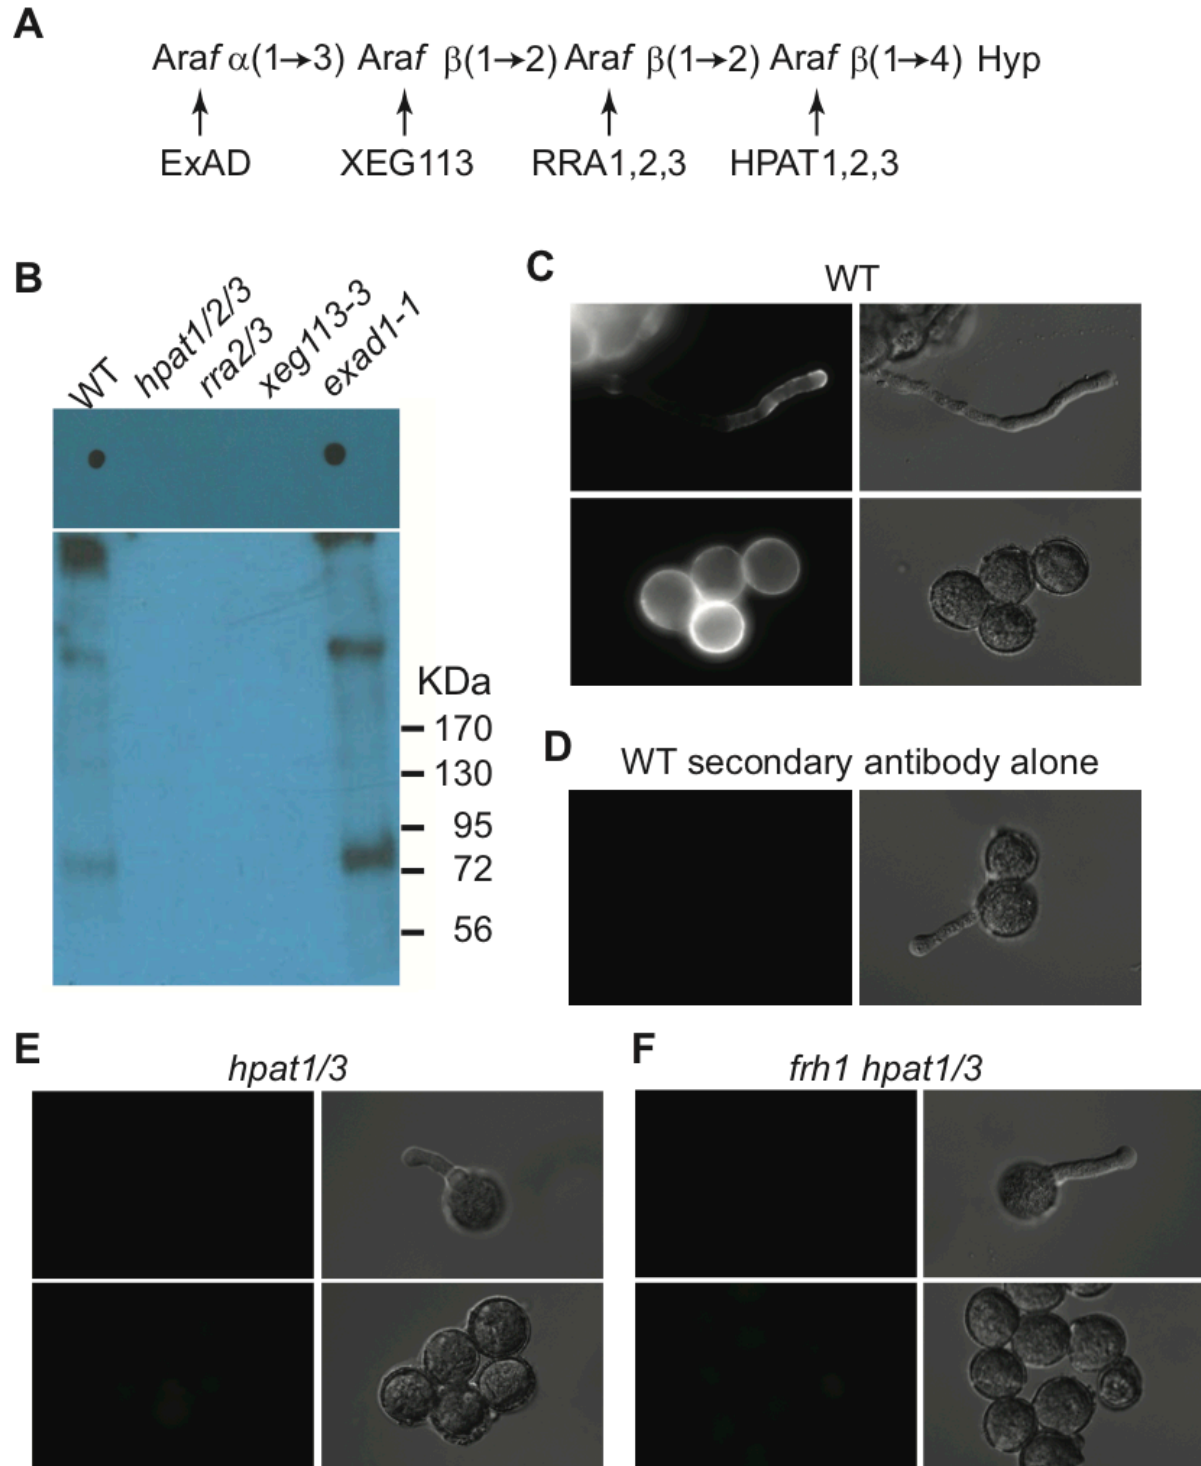 A
Araf α(1→3) Araf β(1→2) Araf β(1→2) Araf β(1→4) Hyp
ExAD XEG113 RRA1,2,3 HPAT1,2,3
B
WT hpat1/2/3 rra2/3 xeg113-3 exad1-1
KDa
170
130
95
72
56
C
WT
D
WT secondary antibody alone
E
hpat1/3
F
frh1 hpat1/3